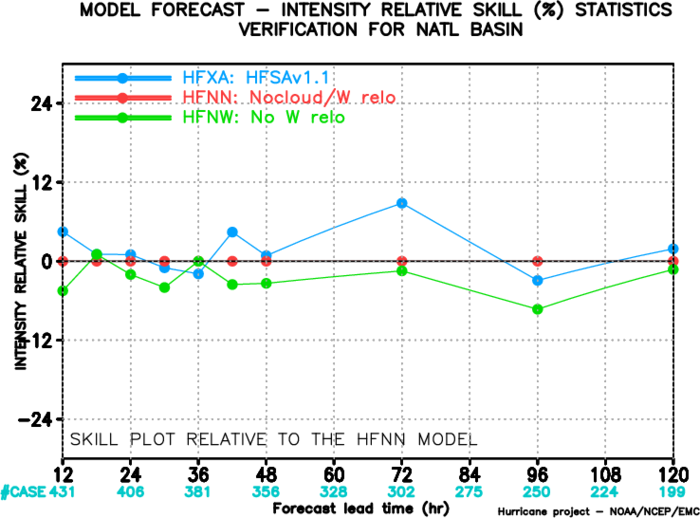 MODEL FORECAST – INTENSITY RELATIVE SKILL (%) STATISTICS
VERIFICATION FOR NATL BASIN
HFXA: HFSAv1.1
HFNN: Nocloud/W relo
HFNW: No W relo
INTENSITY RELATIVE SKILL (%)
24
12
0
−12
−24
SKILL PLOT RELATIVE TO THE HFNN MODEL
12 24 36 48 60 72 84 96 108 120
#CASE 431 406 381 356 328 302 275 250 224 199
Forecast lead time (hr)
Hurricane project – NOAA/NCEP/EMC